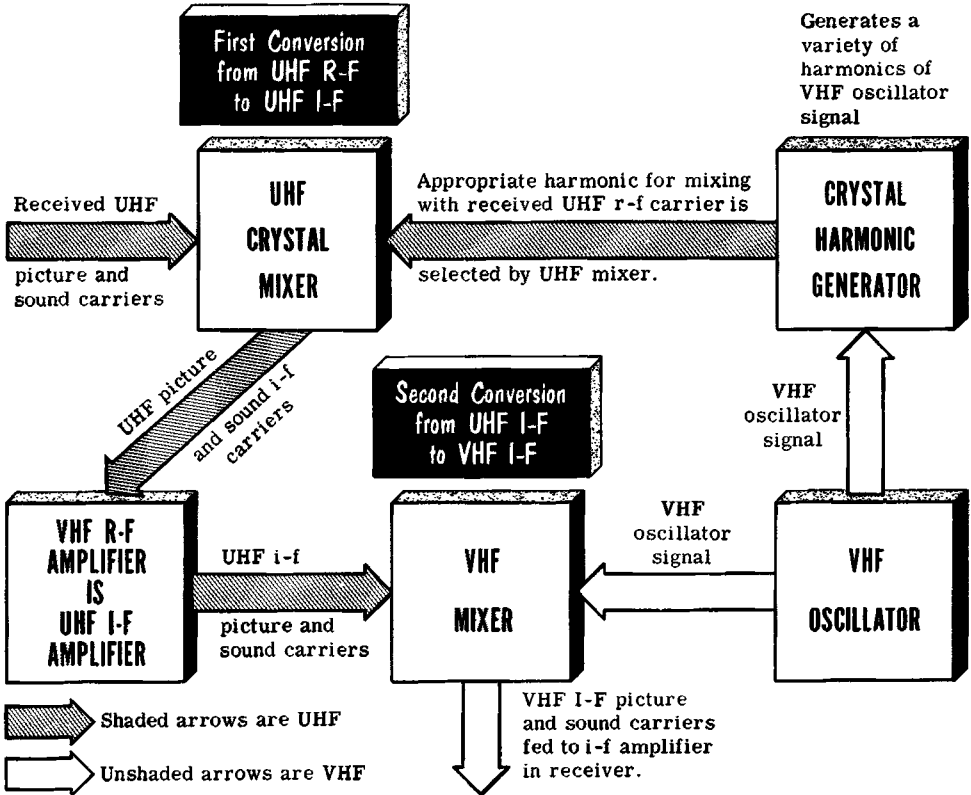 First Conversion
from UHF R-F
to UHF I-F
Generates a
variety of
harmonics of
VHF oscillator
signal
Received UHF
picture and
sound carriers
UHF
CRYSTAL
MIXER
Appropriate harmonic for mixing
with received UHF r-f carrier is
selected by UHF mixer.
CRYSTAL
HARMONIC
GENERATOR
UHF picture
and sound i-f
carriers
Second Conversion
from UHF I-F
to VHF I-F
VHF
oscillator
signal
VHF R-F
AMPLIFIER
IS
UHF I-F
AMPLIFIER
UHF i-f
picture and
sound carriers
VHF
MIXER
VHF
oscillator
signal
VHF
OSCILLATOR
Shaded arrows are UHF
Unshaded arrows are VHF
VHF I-F picture
and sound carriers
fed to i-f amplifier
in receiver.